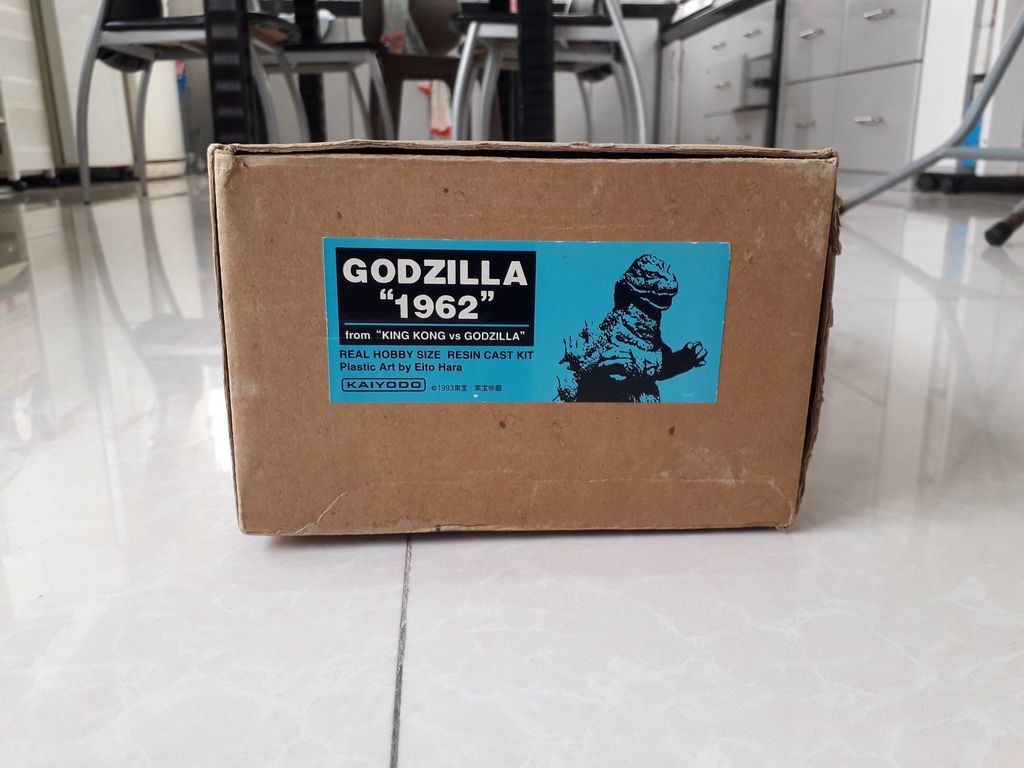 GODZILLA
“1962”
from “KING KONG vs GODZILLA”
REAL HOBBY SIZE RESIN CAST KIT
Plastic Art by Eito Hara
KAIYODO ©1993東宝・東宝映画